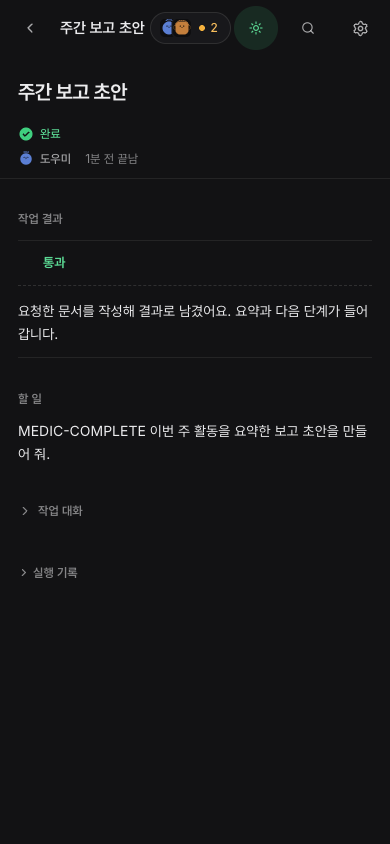 주간 보고 초안
2
주간 보고 초안
완료
도우미 1분 전 끝남
작업 결과
통과
요청한 문서를 작성해 결과로 남겼어요. 요약과 다음 단계가 들어
갑니다.
할 일
MEDIC-COMPLETE 이번 주 활동을 요약한 보고 초안을 만들
어 줘.
작업 대화
실행 기록